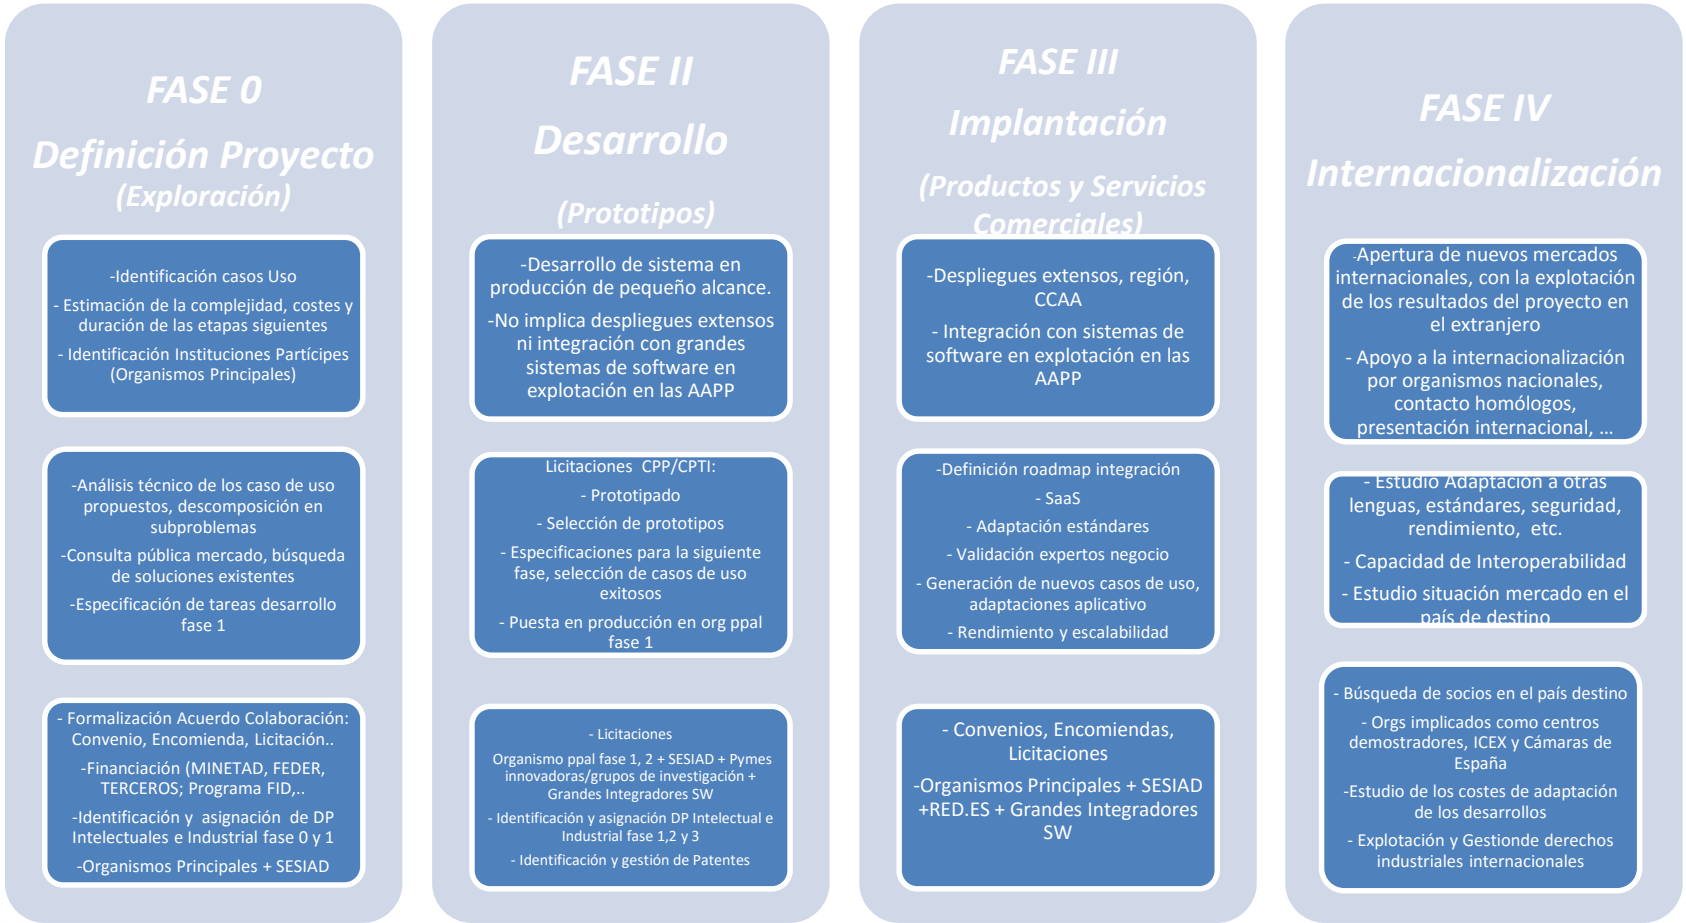 FASE 0
Definición Proyecto
(Exploración)
-Identificación casos Uso
- Estimación de la complejidad, costes y
duración de las etapas siguientes
- Identificación Instituciones Partícipes
(Organismos Principales)
-Análisis técnico de los caso de uso
propuestos, descomposición en
subproblemas
-Consulta pública mercado, búsqueda
de soluciones existentes
-Especificación de tareas desarrollo
fase 1
- Formalización Acuerdo Colaboración:
Convenio, Encomienda, Licitación..
-Financiación (MINETAD, FEDER,
TERCEROS; Programa FID,..
-Identificación y asignación de DP
Intelectuales e Industrial fase 0 y 1
-Organismos Principales + SESIAD
FASE II
Desarrollo
(Prototipos)
-Desarrollo de sistema en
producción de pequeño alcance.
-No implica despliegues extensos
ni integración con grandes
sistemas de software en
explotación en las AAPP
Licitaciones CPP/CPTI:
- Prototipado
- Selección de prototipos
- Especificaciones para la siguiente
fase, selección de casos de uso
exitosos
- Puesta en producción en org ppal
fase 1
- Licitaciones
Organismo ppal fase 1, 2 + SESIAD + Pymes
innovadoras/grupos de investigación +
Grandes Integradores SW
- Identificación y asignación DP Intelectual e
Industrial fase 1,2 y 3
- Identificación y gestión de Patentes
FASE III
Implantación
(Productos y Servicios
Comerciales)
-Despliegues extensos, región,
CCAA
- Integración con sistemas de
software en explotación en las
AAPP
-Definición roadmap integración
- SaaS
- Adaptación estándares
- Validación expertos negocio
- Generación de nuevos casos de uso,
adaptaciones aplicativo
- Rendimiento y escalabilidad
- Convenios, Encomiendas,
Licitaciones
-Organismos Principales + SESIAD
+RED.ES + Grandes Integradores
SW
FASE IV
Internacionalización
-Apertura de nuevos mercados
internacionales, con la explotación
de los resultados del proyecto en
el extranjero
- Apoyo a la internacionalización
por organismos nacionales,
contacto homólogos,
presentación internacional, ...
- Estudio Adaptación a otras
lenguas, estándares, seguridad,
rendimiento, etc.
- Capacidad de Interoperabilidad
- Estudio situación mercado en el
país de destino
- Búsqueda de socios en el país destino
- Orgs implicados como centros
demostradores, ICEX y Cámaras de
España
-Estudio de los costes de adaptación
de los desarrollos
- Explotación y Gestionde derechos
industriales internacionales